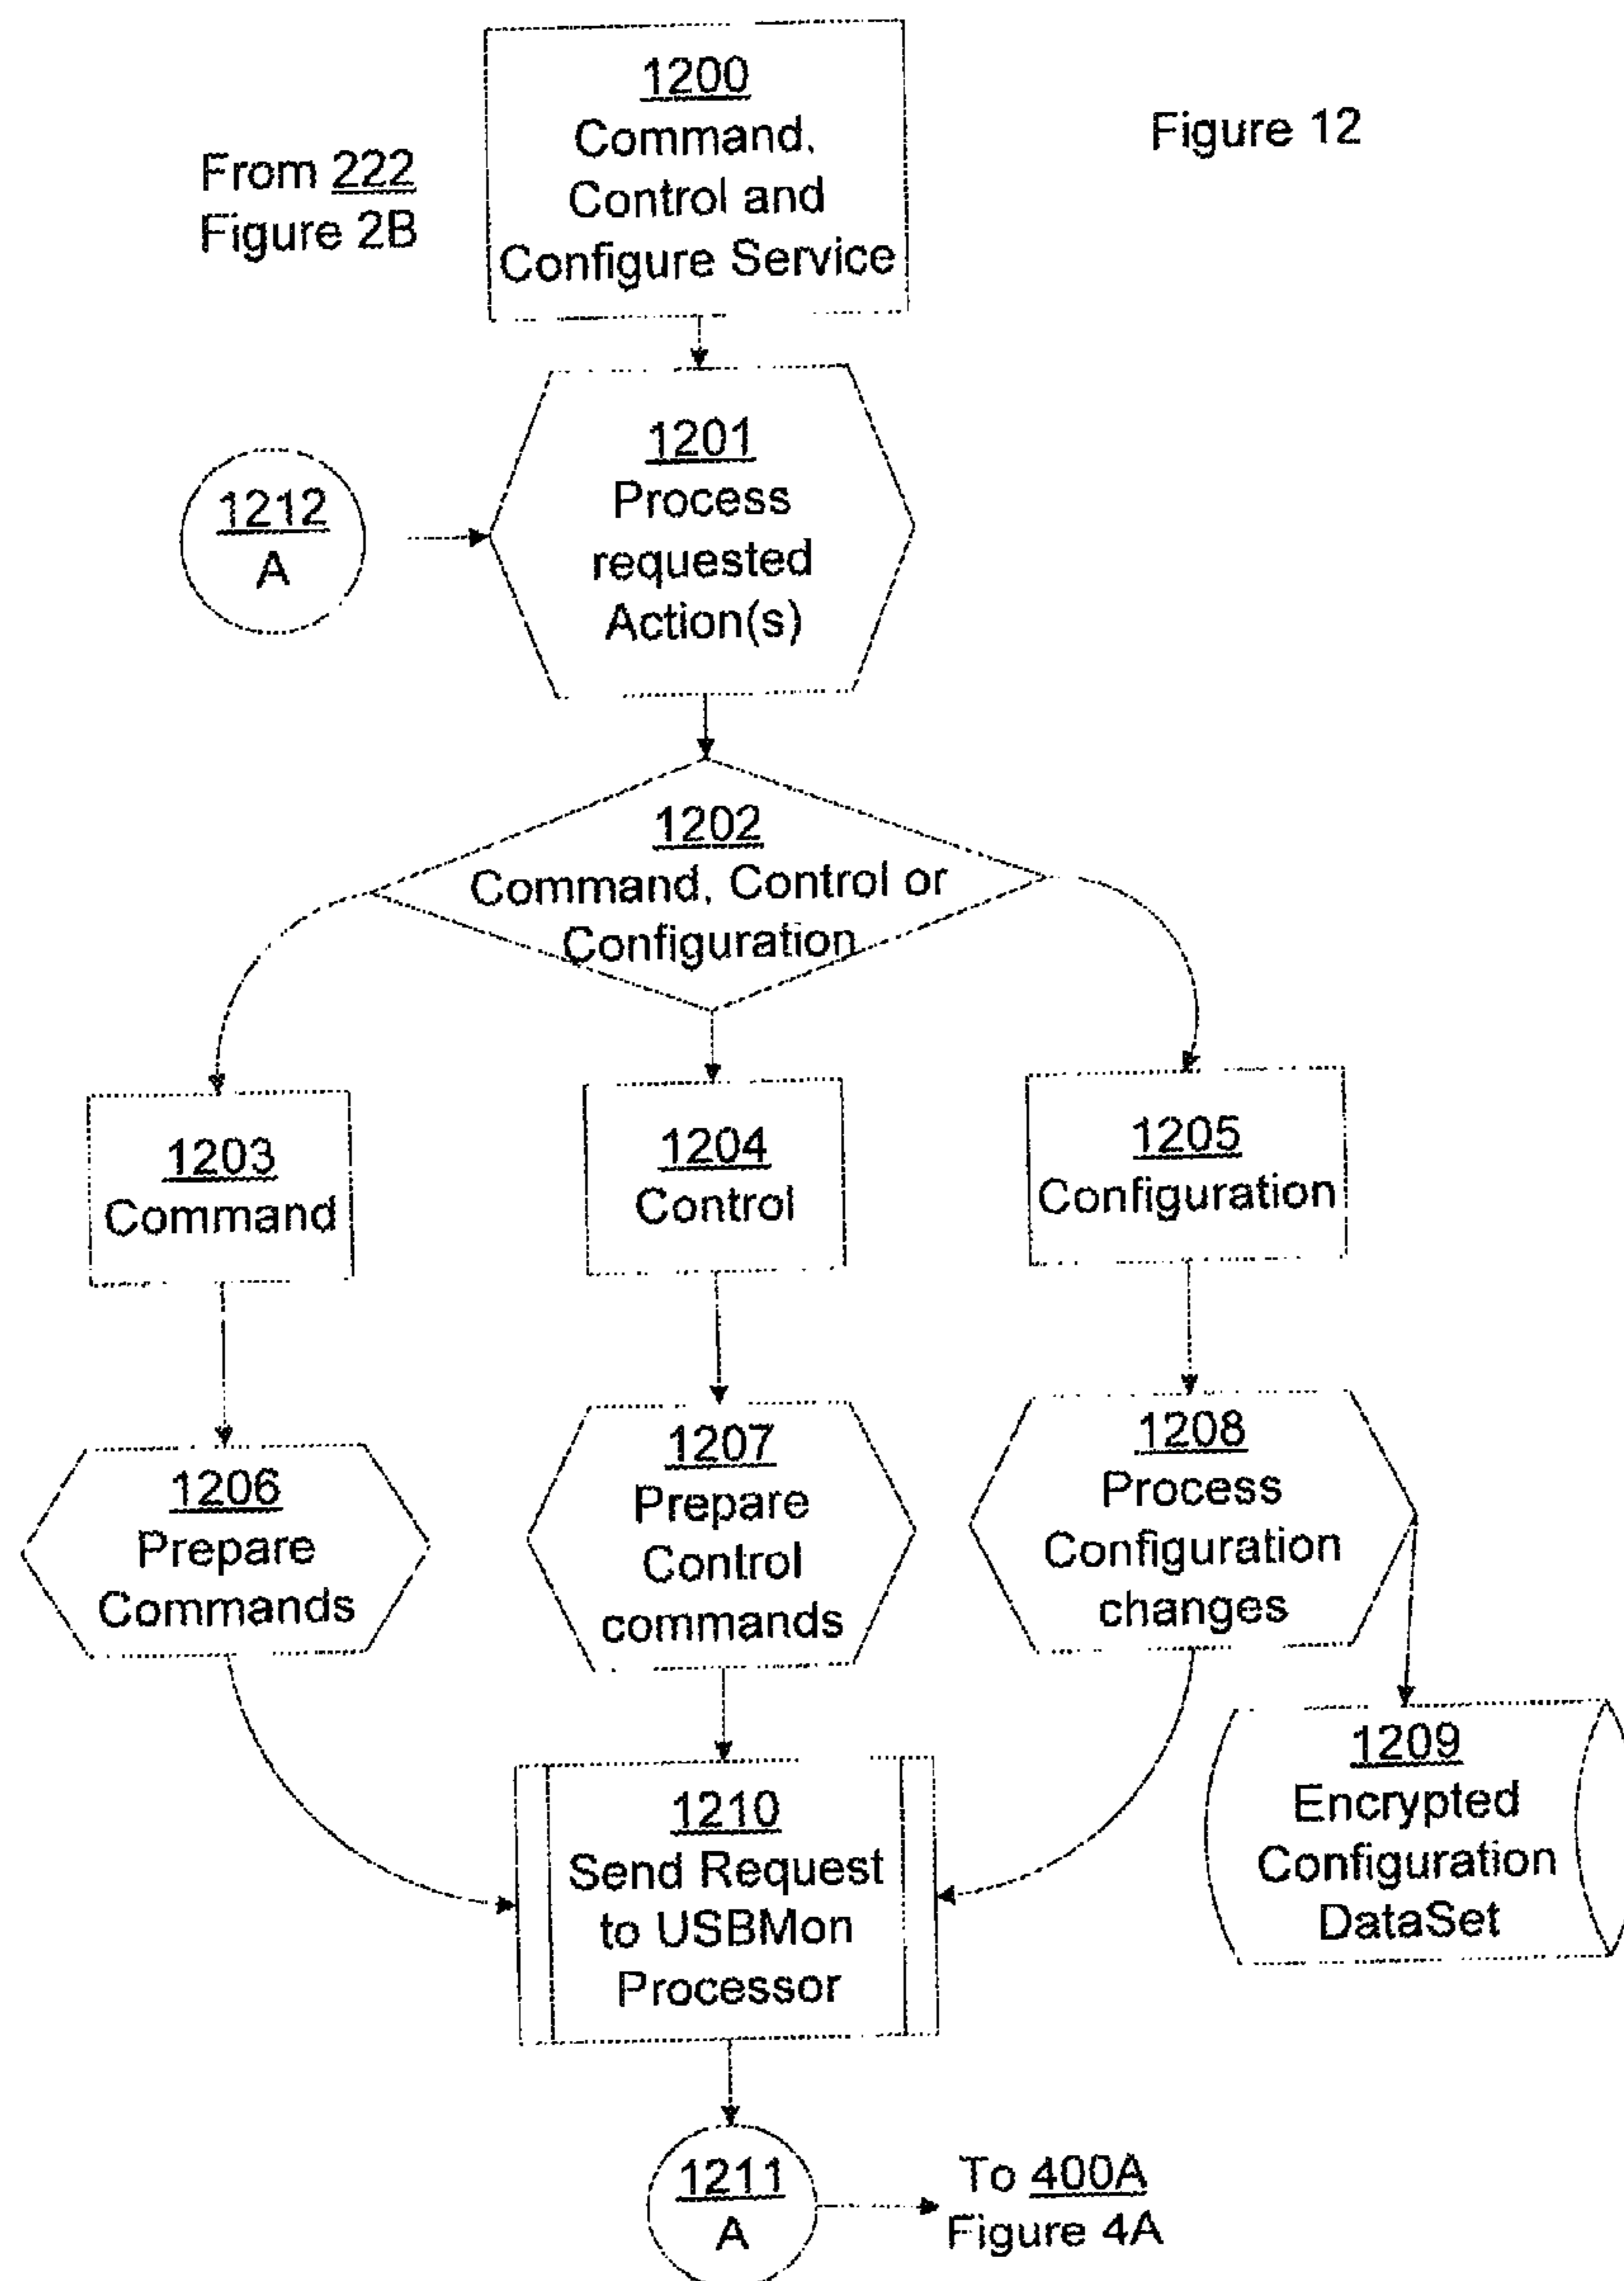 1200
Command,
Control and
Configure Service
Figure 12
From 222
Figure 2B
1201
Process
requested
Action(s)
1212
A
1202
Command, Control or
Configuration
1203
Command
1204
Control
1205
Configuration
1206
Prepare
Commands
1207
Prepare
Control
commands
1208
Process
Configuration
changes
1209
Encrypted
Configuration
DataSet
1210
Send Request
to USBMon
Processor
1211
A
To 400A
Figure 4A